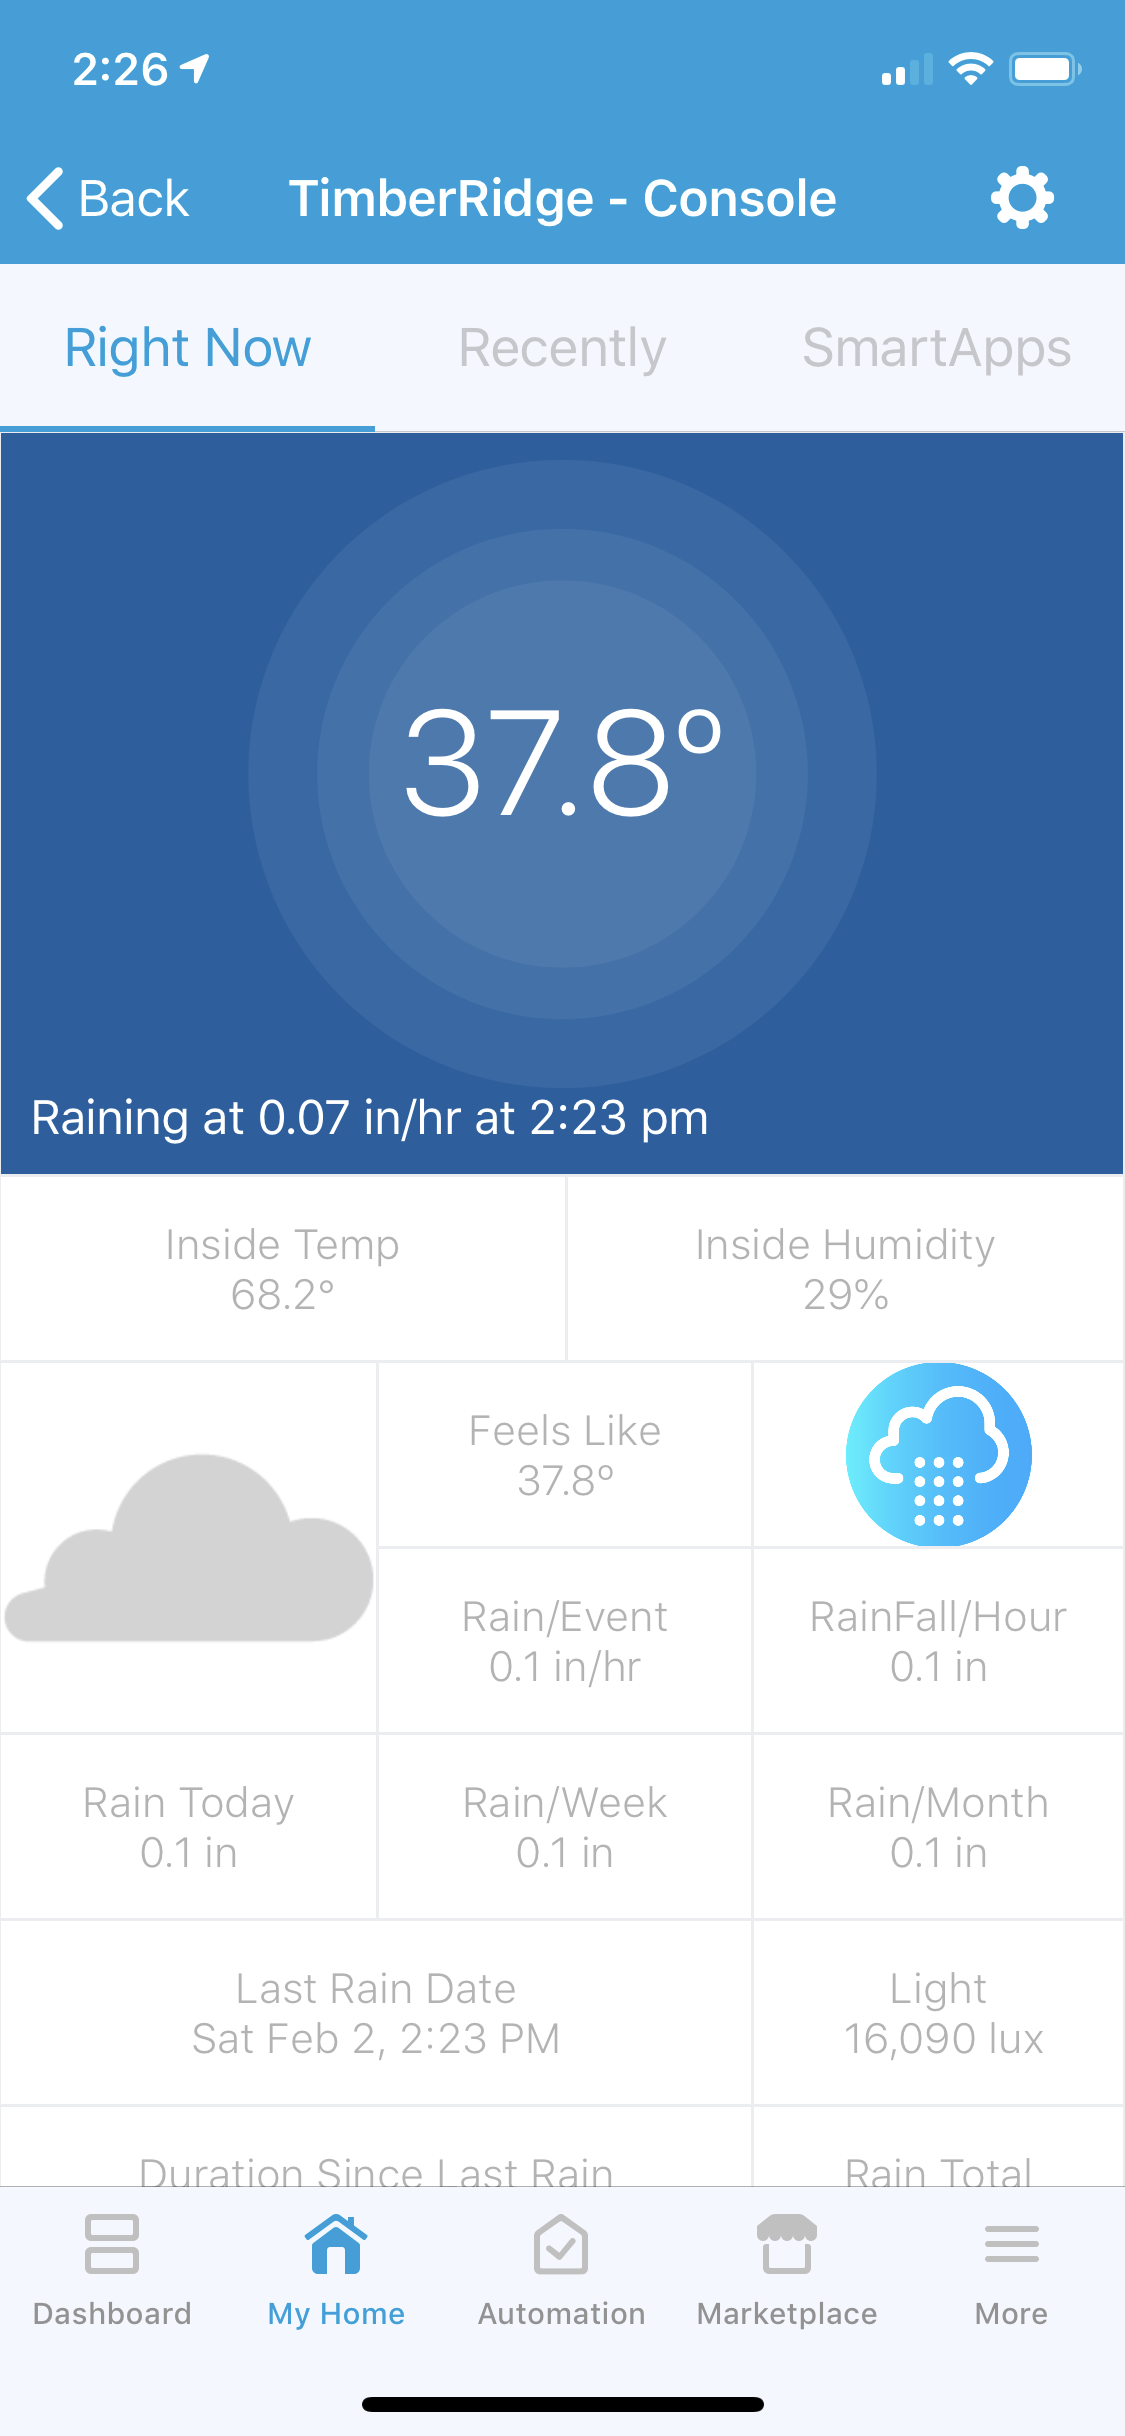 2:26
Back
TimberRidge - Console
Right Now
Recently
SmartApps
37.8°
Raining at 0.07 in/hr at 2:23 pm
Inside Temp
68.2°
Inside Humidity
29%
Feels Like
37.8°
Rain/Event
0.1 in/hr
RainFall/Hour
0.1 in
Rain Today
0.1 in
Rain/Week
0.1 in
Rain/Month
0.1 in
Last Rain Date
Sat Feb 2, 2:23 PM
Light
16,090 lux
Duration Since Last Rain
Rain Total
Dashboard
My Home
Automation
Marketplace
More